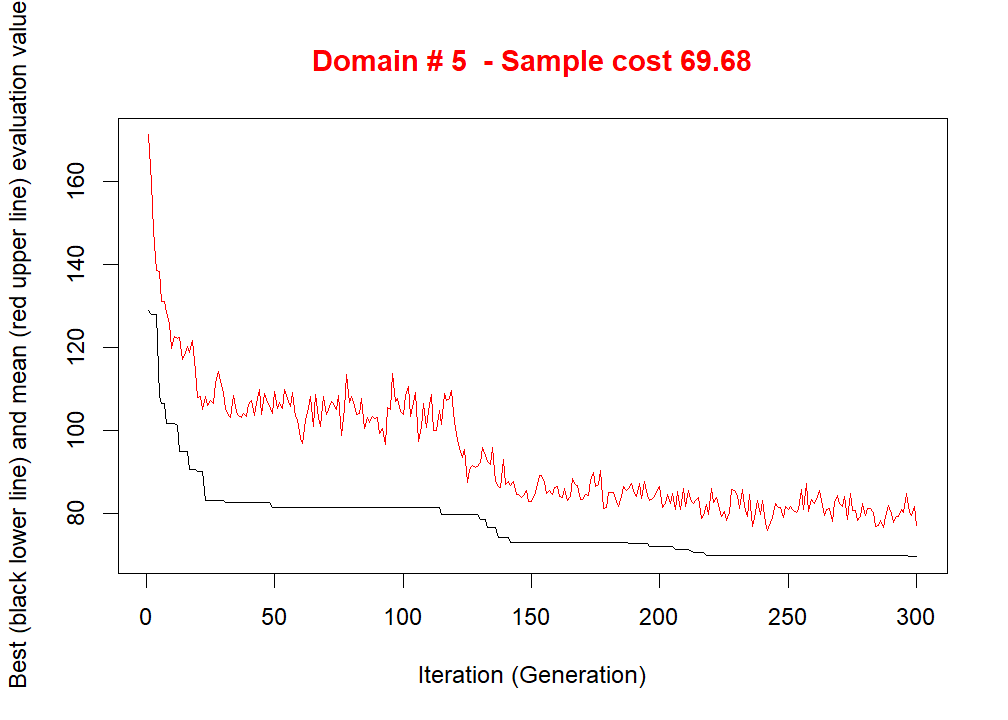 Domain # 5  - Sample cost 69.68
Best (black lower line) and mean (red upper line) evaluation value
160
140
120
100
80
0 50 100 150 200 250 300
Iteration (Generation)